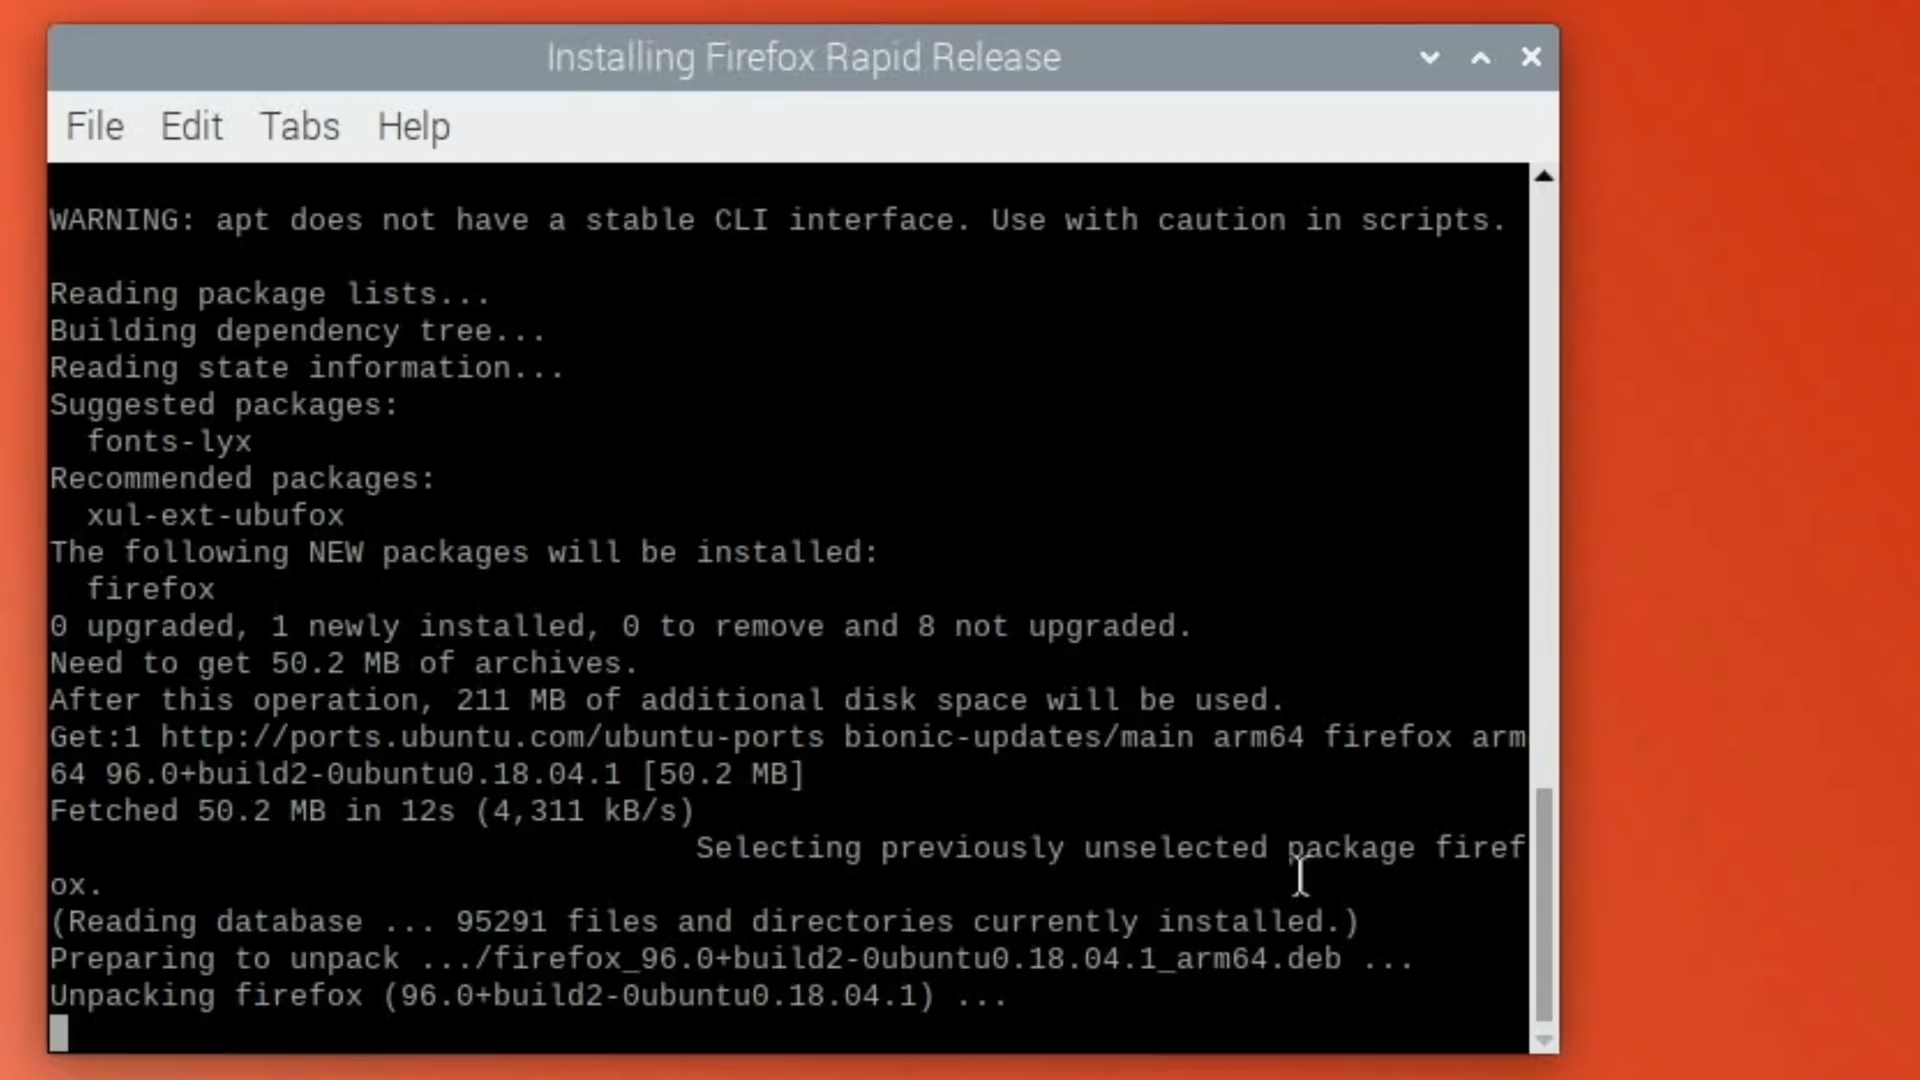 Installing Firefox Rapid Release
File Edit Tabs Help
WARNING: apt does not have a stable CLI interface. Use with caution in scripts.
Reading package lists...
Building dependency tree...
Reading state information...
Suggested packages:
fonts-lyx
Recommended packages:
xul-ext-ubufox
The following NEW packages will be installed:
firefox
0 upgraded, 1 newly installed, 0 to remove and 8 not upgraded.
Need to get 50.2 MB of archives.
After this operation, 211 MB of additional disk space will be used.
Get:1 http://ports.ubuntu.com/ubuntu-ports bionic-updates/main arm64 firefox arm
64 96.0+build2-0ubuntu0.18.04.1 [50.2 MB]
Fetched 50.2 MB in 12s (4,311 kB/s)
Selecting previously unselected package firef
ox.
(Reading database ... 95291 files and directories currently installed.)
Preparing to unpack .../firefox_96.0+build2-0ubuntu0.18.04.1_arm64.deb ...
Unpacking firefox (96.0+build2-0ubuntu0.18.04.1) ...